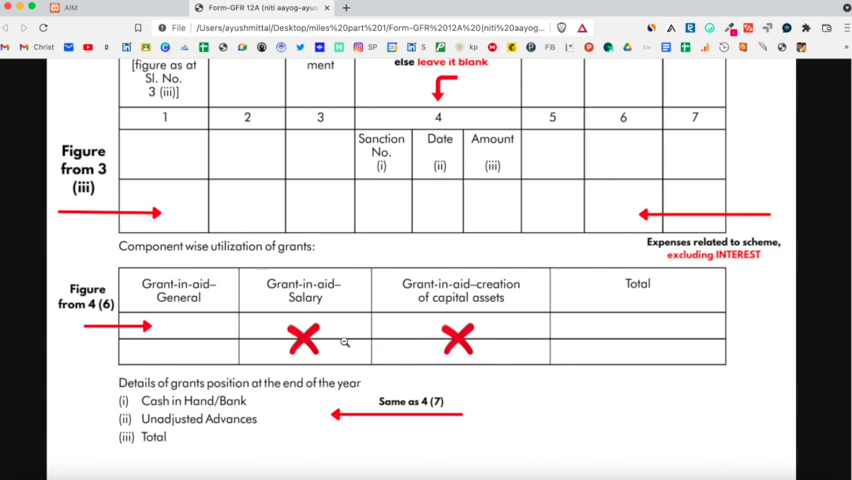 AIM
Form-GFR 12A (niti aayog-ayus
File
/Users/ayushmittal/Desktop/miles%20part%201/Form-GFR%2012A%20(niti%20aayog...
Christ
SP
S
kp
FB
Lib
[figure as at
Sl. No.
3 (iii)]
ment
else leave it blank
1 2 3 4 5 6 7
Sanction
No.
(i)
Date
(ii)
Amount
(iii)
Figure
from 3
(iii)
Component wise utilization of grants:
Expenses related to scheme,
excluding INTEREST
Figure
from 4 (6)
Grant-in-aid–
General
Grant-in-aid–
Salary
Grant-in-aid–creation
of capital assets
Total
Details of grants position at the end of the year
(i) Cash in Hand/Bank
(ii) Unadjusted Advances
(iii) Total
Same as 4 (7)